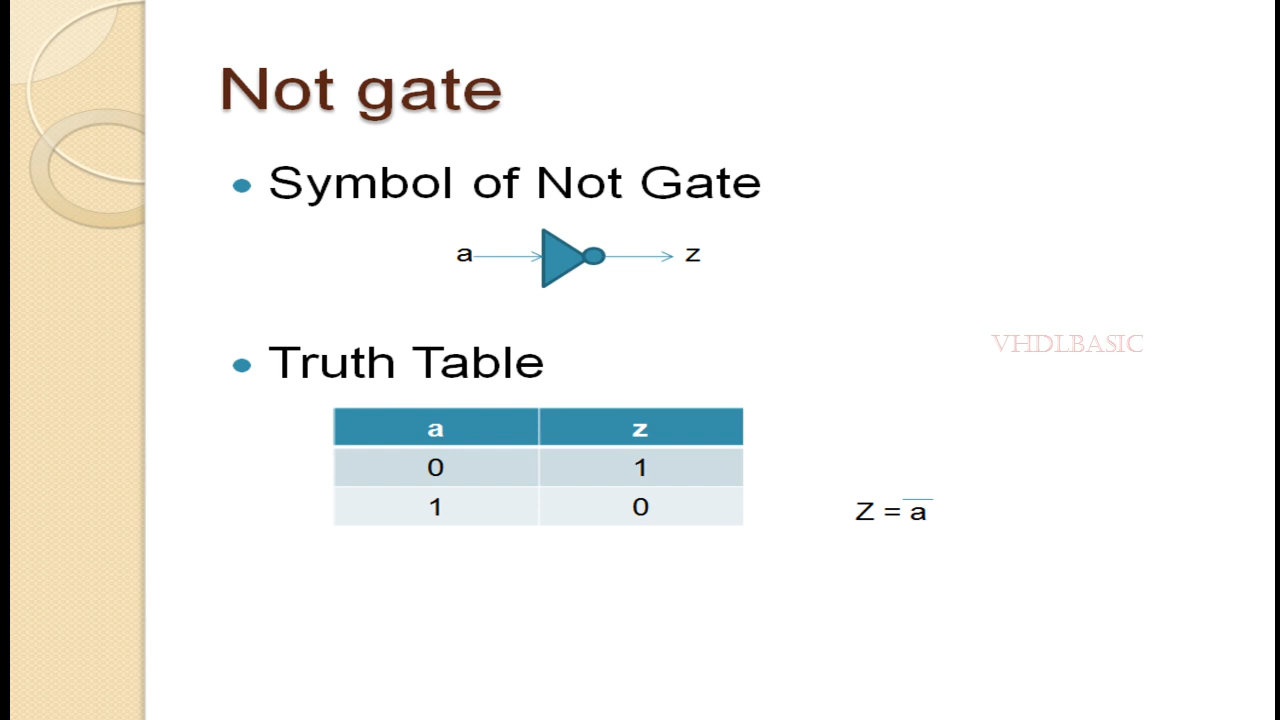 Not gate
Symbol of Not Gate
a z
VHDLBASIC
Truth Table
a z
0 1
1 0
Z = a̅